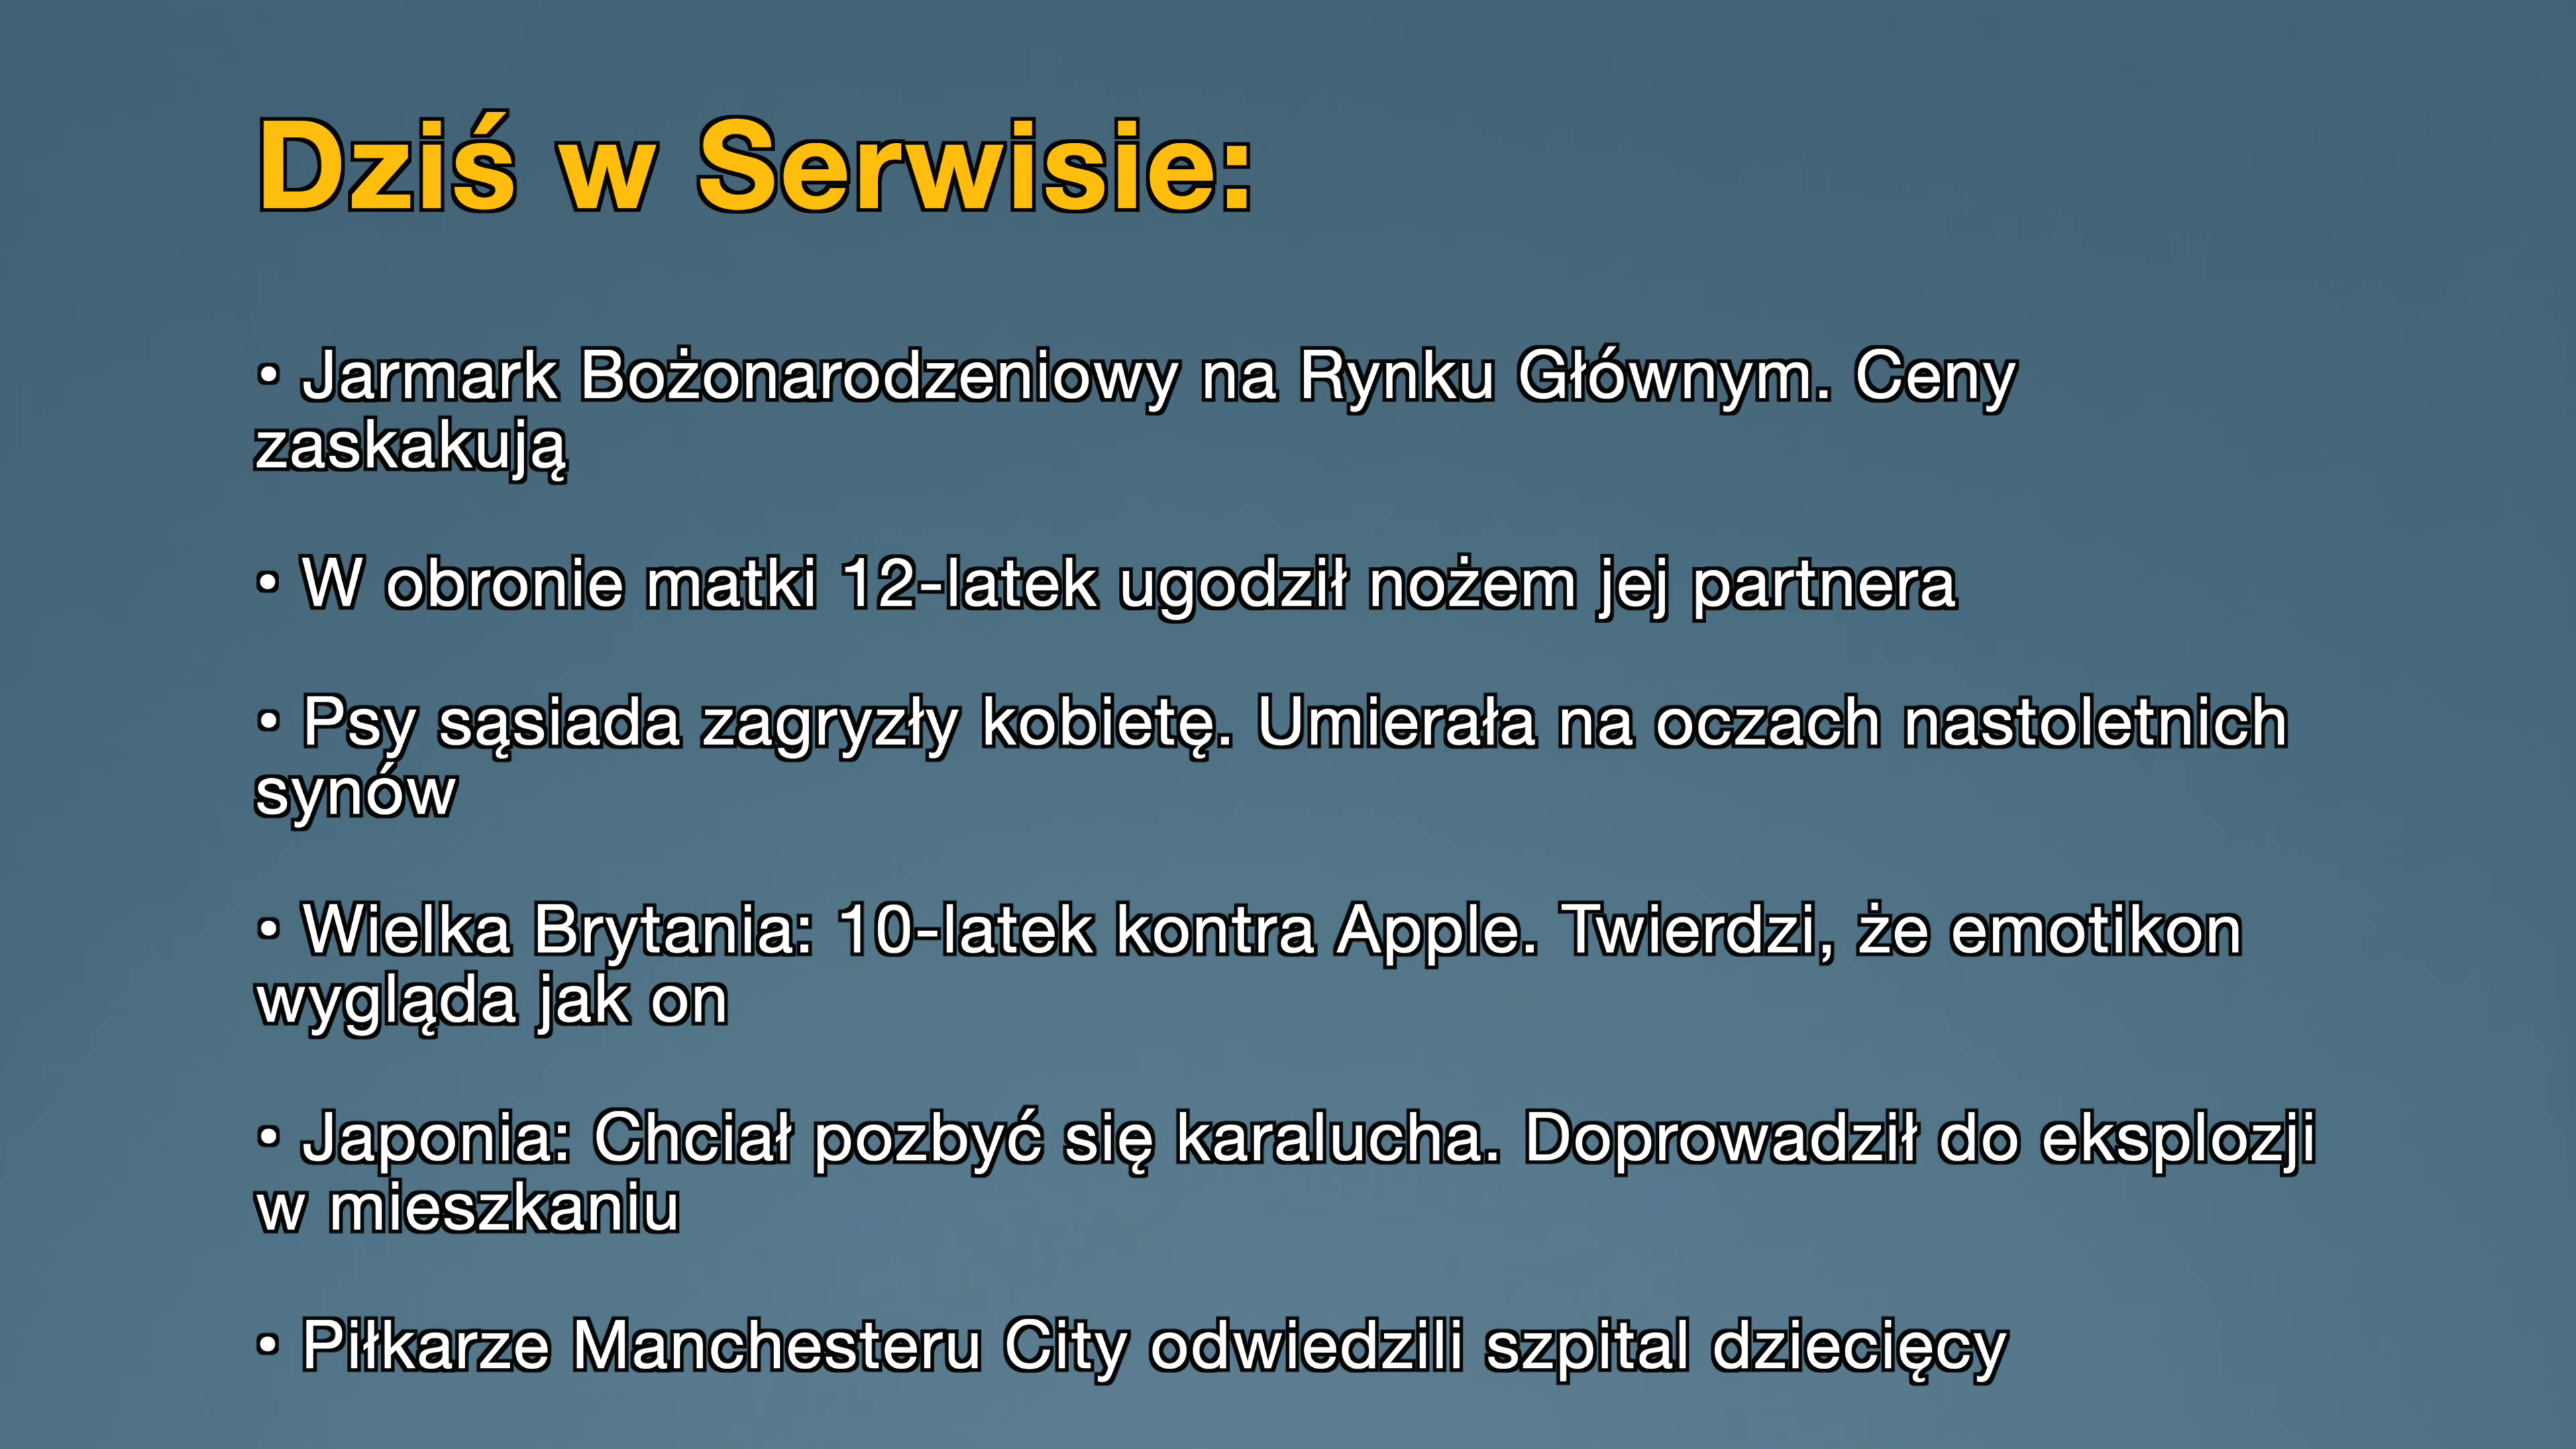 Dziś w Serwisie:
• Jarmark Bożonarodzeniowy na Rynku Głównym. Ceny
zaskakują
• W obronie matki 12-latek ugodził nożem jej partnera
• Psy sąsiada zagryzły kobietę. Umierała na oczach nastoletnich
synów
• Wielka Brytania: 10-latek kontra Apple. Twierdzi, że emotikon
wygląda jak on
• Japonia: Chciał pozbyć się karalucha. Doprowadził do eksplozji
w mieszkaniu
• Piłkarze Manchesteru City odwiedzili szpital dziecięcy